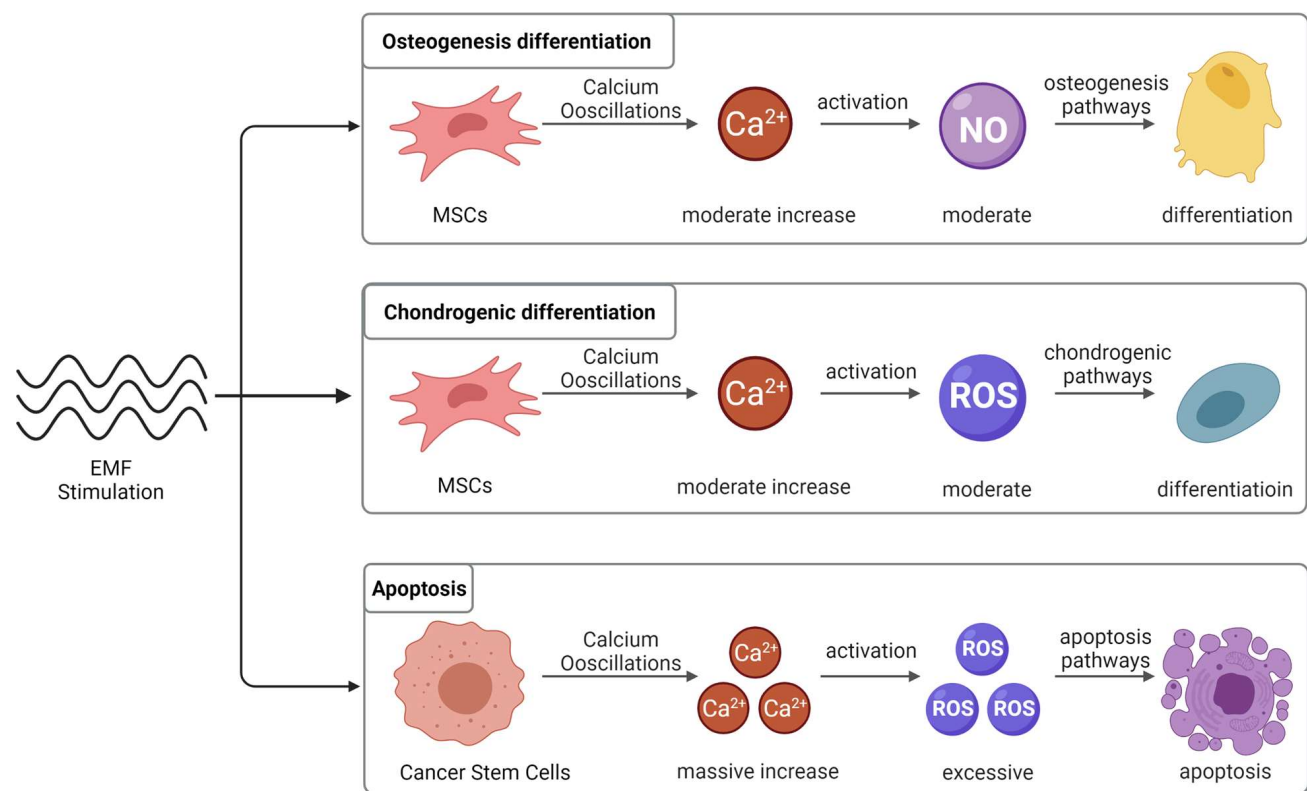 Osteogenesis differentiation
Calcium
Ooscillations
Ca²⁺
activation
NO
osteogenesis
pathways
MSCs
moderate increase
moderate
differentiation
EMF
Stimulation
Chondrogenic differentiation
Calcium
Ooscillations
Ca²⁺
activation
ROS
chondrogenic
pathways
MSCs
moderate increase
moderate
differentiatioin
Apoptosis
Calcium
Ooscillations
Ca²⁺
Ca²⁺
Ca²⁺
activation
ROS
ROS
ROS
apoptosis
pathways
Cancer Stem Cells
massive increase
excessive
apoptosis